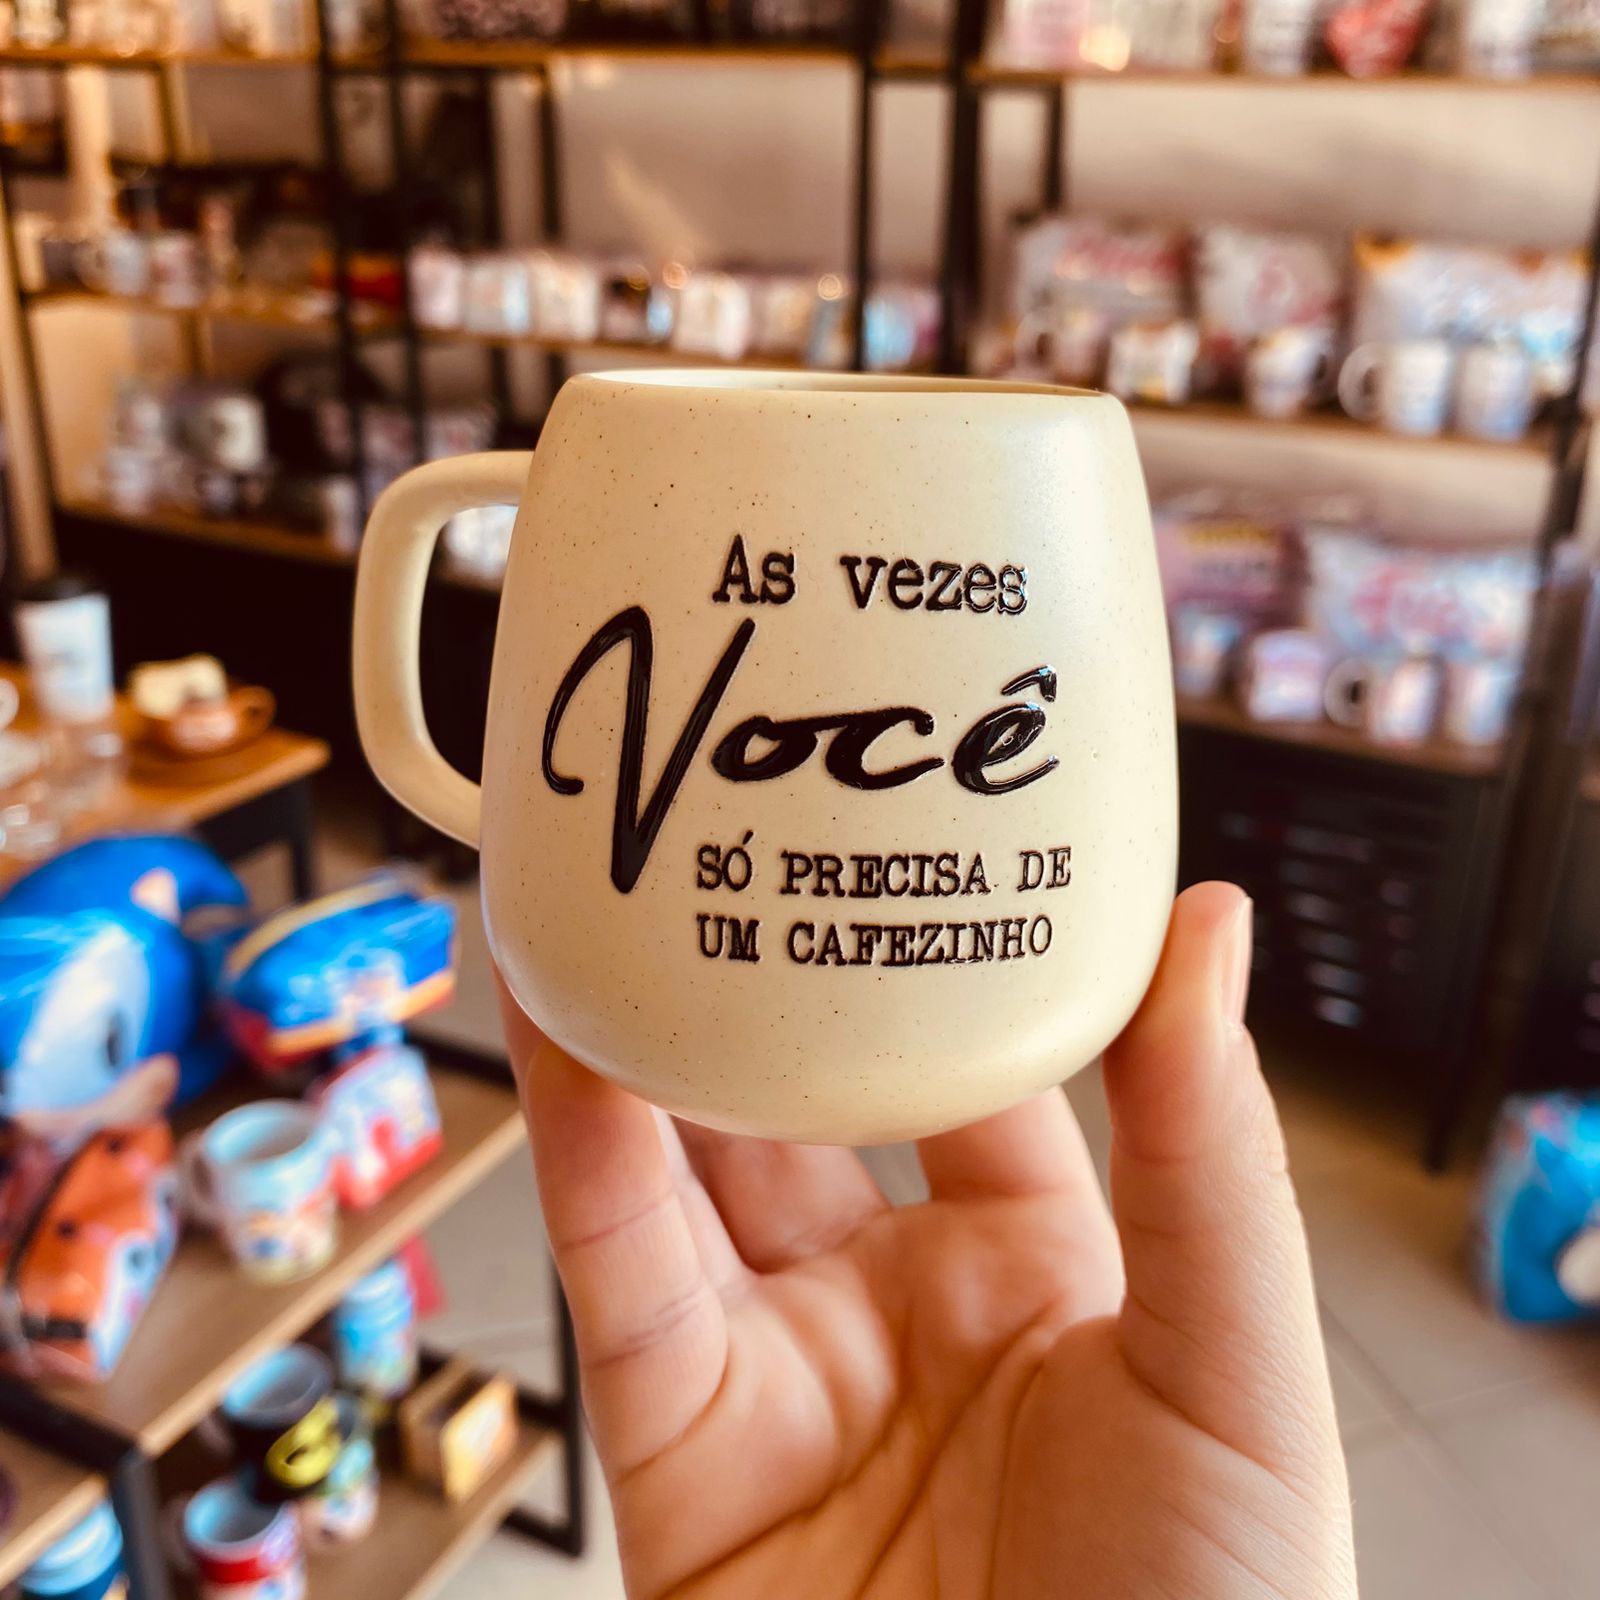 As vezes
Você
SÓ PRECISA DE
UM CAFEZINHO